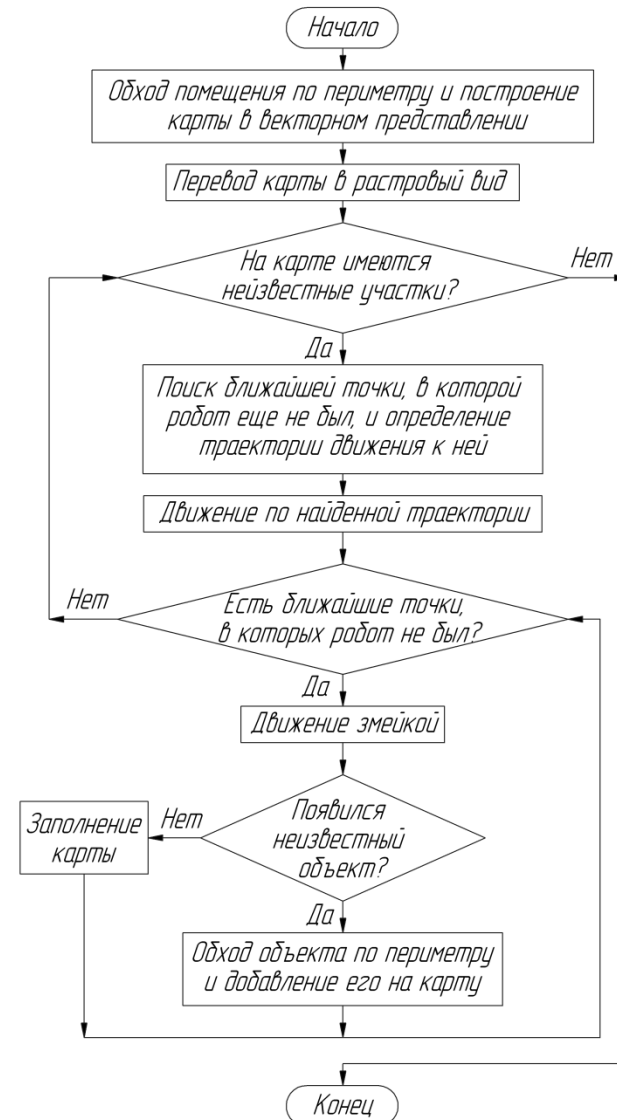 Начало
Обход помещения по периметру и построение
карты в векторном представлении
Перевод карты в растровый вид
На карте имеются
неизвестные участки?
Нет
Да
Поиск ближайшей точки, в которой
робот еще не был, и определение
траектории движения к ней
Движение по найденной траектории
Нет
Есть ближайшие точки,
в которых робот не был?
Да
Движение змейкой
Заполнение
карты
Нет
Появился
неизвестный
объект?
Да
Обход объекта по периметру
и добавление его на карту
Конец